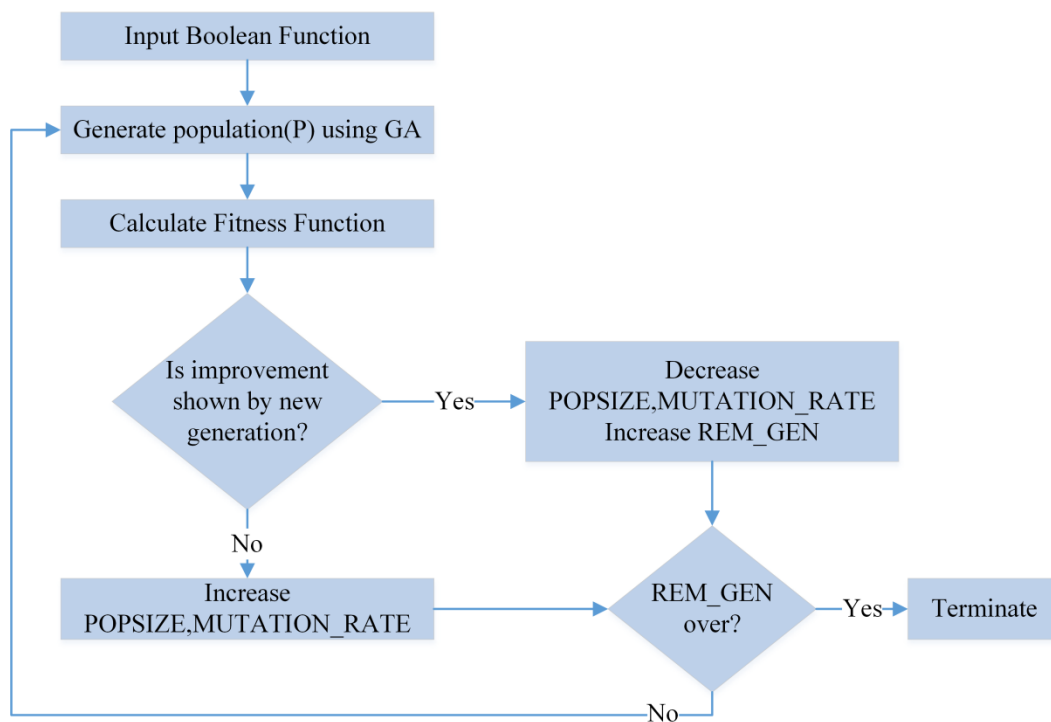 Input Boolean Function
Generate population(P) using GA
Calculate Fitness Function
Is improvement
shown by new
generation?
Yes
Decrease
POPSIZE,MUTATION_RATE
Increase REM_GEN
No
Increase
POPSIZE,MUTATION_RATE
REM_GEN
over?
Yes
Terminate
No